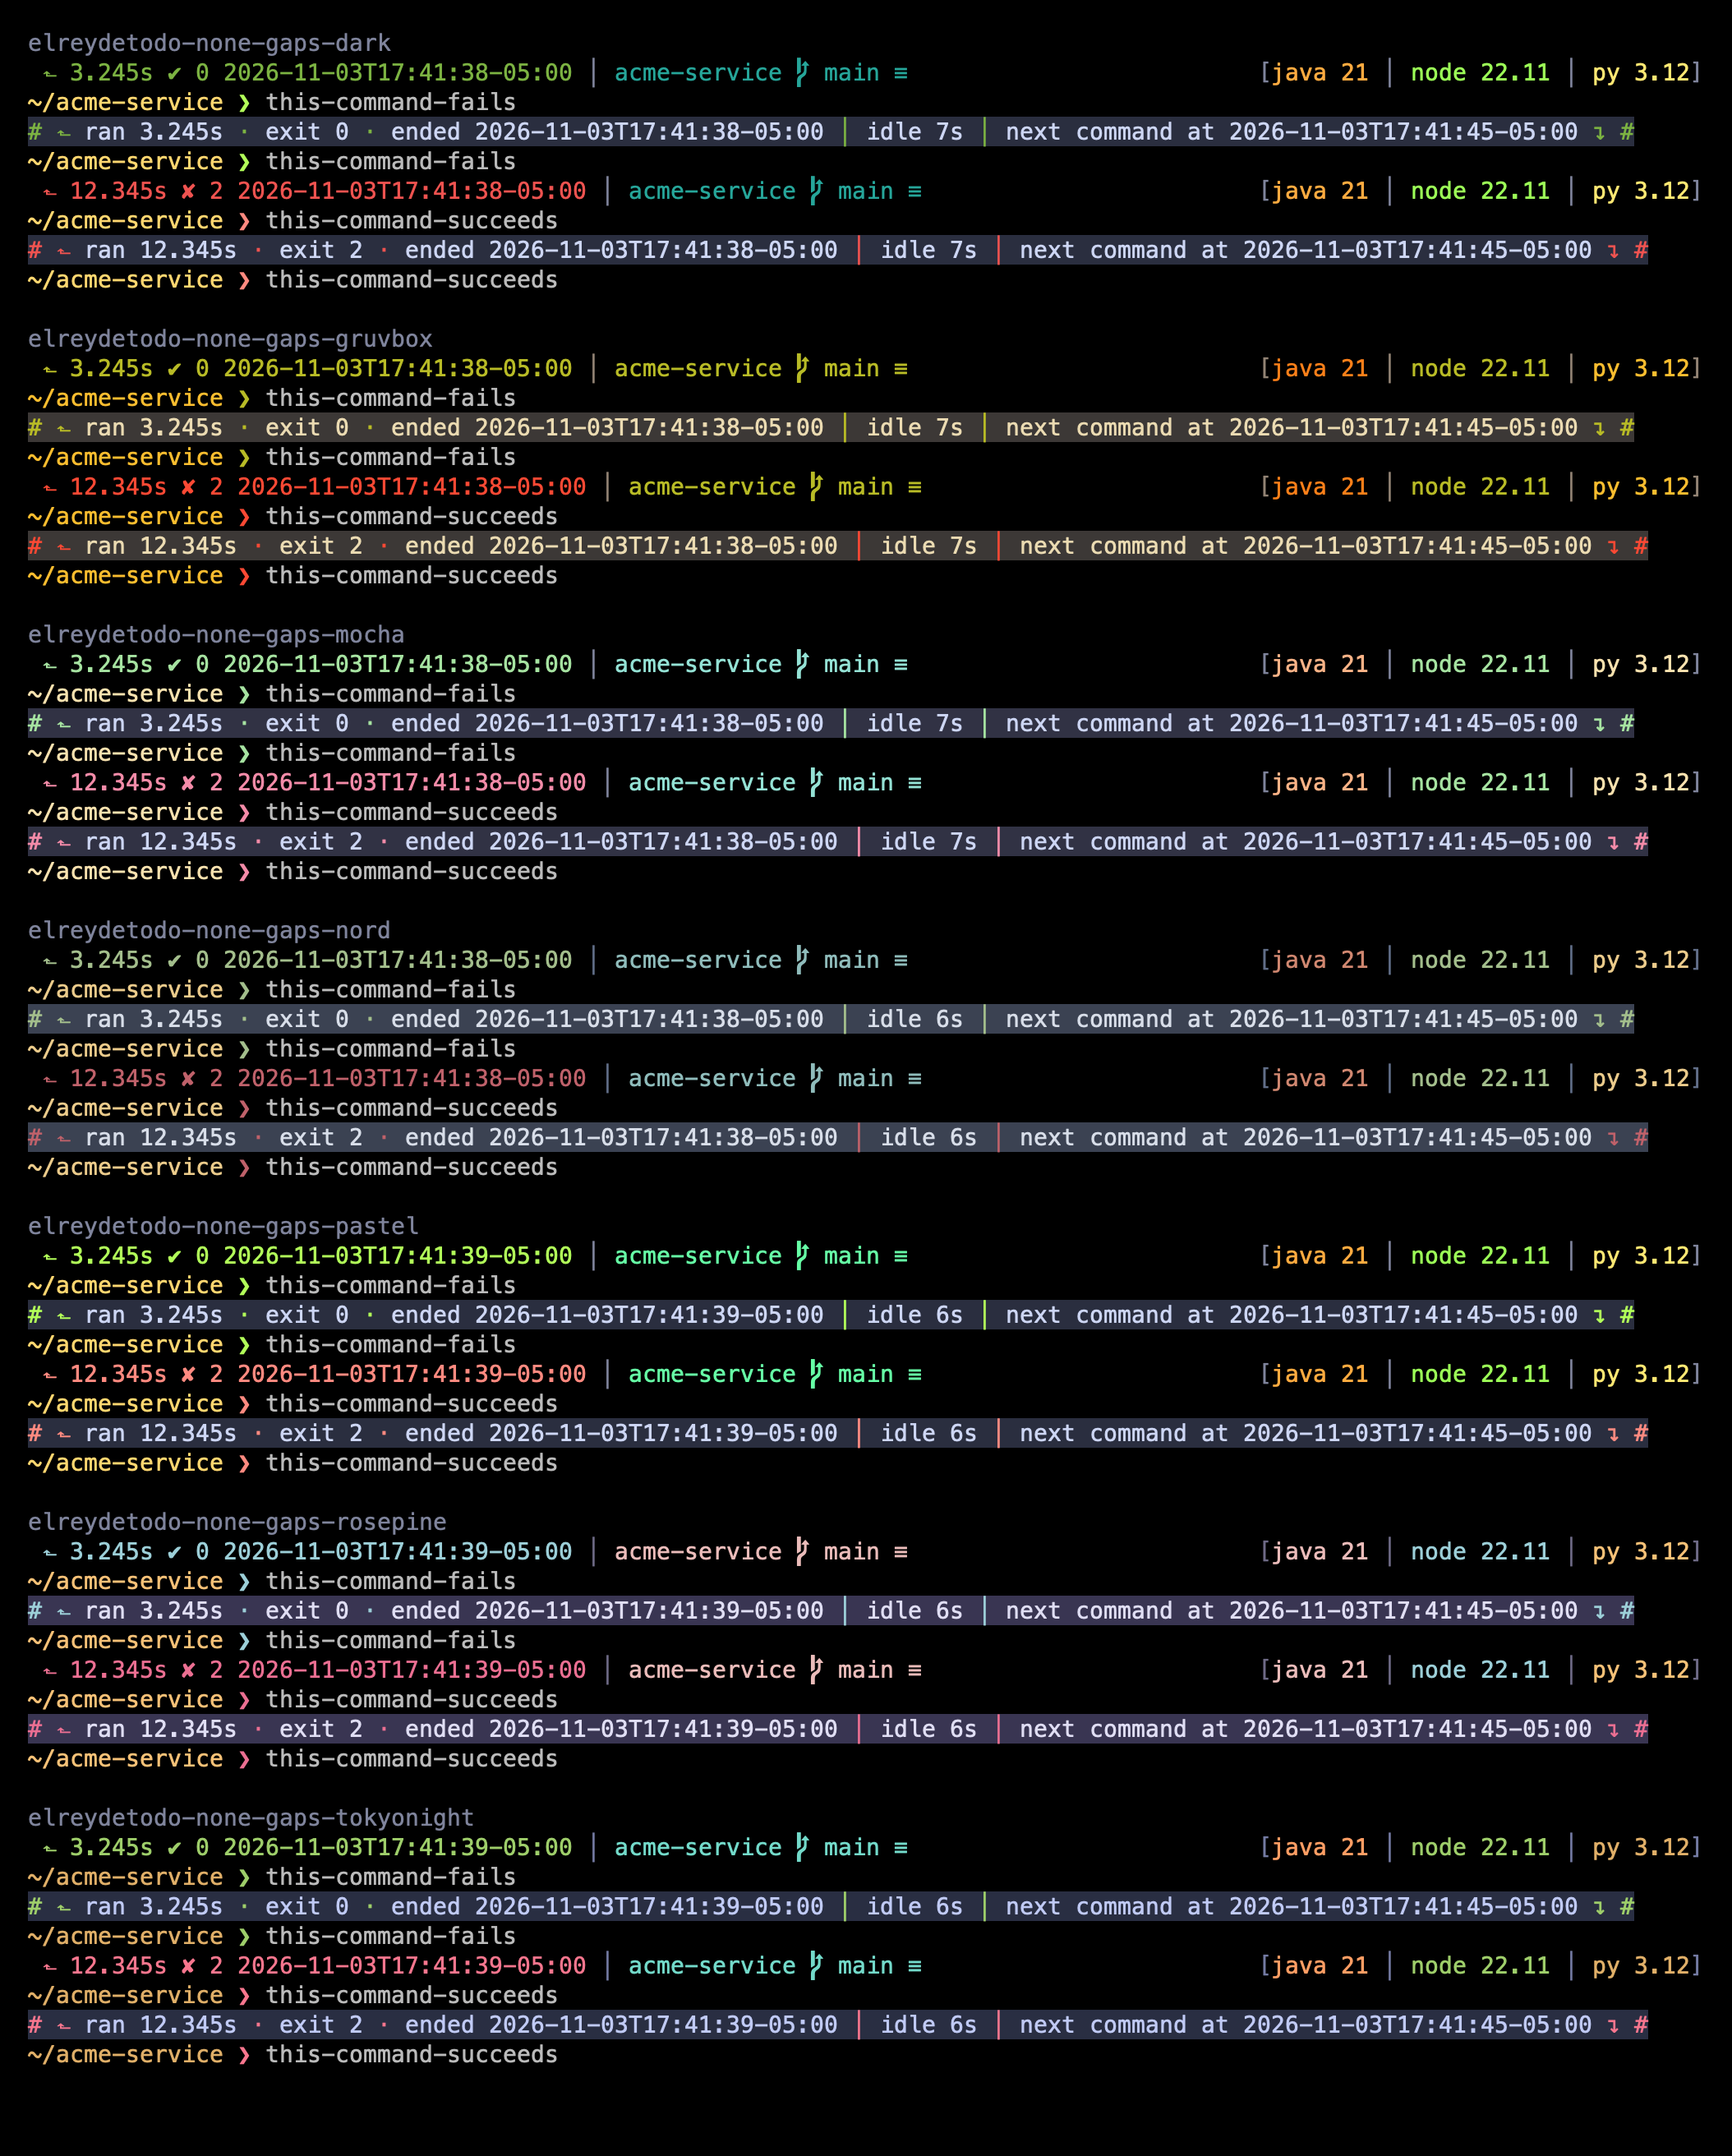 elreydetodo-none-gaps-dark
⬑ 3.245s ✔ 0 2026-11-03T17:41:38-05:00 │ acme-service  main ≡ [java 21 │ node 22.11 │ py 3.12]
~/acme-service ❯ this-command-fails
# ⬑ ran 3.245s · exit 0 · ended 2026-11-03T17:41:38-05:00 │ idle 7s │ next command at 2026-11-03T17:41:45-05:00 ↴ #
~/acme-service ❯ this-command-fails
⬑ 12.345s ✘ 2 2026-11-03T17:41:38-05:00 │ acme-service  main ≡ [java 21 │ node 22.11 │ py 3.12]
~/acme-service ❯ this-command-succeeds
# ⬑ ran 12.345s · exit 2 · ended 2026-11-03T17:41:38-05:00 │ idle 7s │ next command at 2026-11-03T17:41:45-05:00 ↴ #
~/acme-service ❯ this-command-succeeds
elreydetodo-none-gaps-gruvbox
⬑ 3.245s ✔ 0 2026-11-03T17:41:38-05:00 │ acme-service  main ≡ [java 21 │ node 22.11 │ py 3.12]
~/acme-service ❯ this-command-fails
# ⬑ ran 3.245s · exit 0 · ended 2026-11-03T17:41:38-05:00 │ idle 7s │ next command at 2026-11-03T17:41:45-05:00 ↴ #
~/acme-service ❯ this-command-fails
⬑ 12.345s ✘ 2 2026-11-03T17:41:38-05:00 │ acme-service  main ≡ [java 21 │ node 22.11 │ py 3.12]
~/acme-service ❯ this-command-succeeds
# ⬑ ran 12.345s · exit 2 · ended 2026-11-03T17:41:38-05:00 │ idle 7s │ next command at 2026-11-03T17:41:45-05:00 ↴ #
~/acme-service ❯ this-command-succeeds
elreydetodo-none-gaps-mocha
⬑ 3.245s ✔ 0 2026-11-03T17:41:38-05:00 │ acme-service  main ≡ [java 21 │ node 22.11 │ py 3.12]
~/acme-service ❯ this-command-fails
# ⬑ ran 3.245s · exit 0 · ended 2026-11-03T17:41:38-05:00 │ idle 7s │ next command at 2026-11-03T17:41:45-05:00 ↴ #
~/acme-service ❯ this-command-fails
⬑ 12.345s ✘ 2 2026-11-03T17:41:38-05:00 │ acme-service  main ≡ [java 21 │ node 22.11 │ py 3.12]
~/acme-service ❯ this-command-succeeds
# ⬑ ran 12.345s · exit 2 · ended 2026-11-03T17:41:38-05:00 │ idle 7s │ next command at 2026-11-03T17:41:45-05:00 ↴ #
~/acme-service ❯ this-command-succeeds
elreydetodo-none-gaps-nord
⬑ 3.245s ✔ 0 2026-11-03T17:41:38-05:00 │ acme-service  main ≡ [java 21 │ node 22.11 │ py 3.12]
~/acme-service ❯ this-command-fails
# ⬑ ran 3.245s · exit 0 · ended 2026-11-03T17:41:38-05:00 │ idle 6s │ next command at 2026-11-03T17:41:45-05:00 ↴ #
~/acme-service ❯ this-command-fails
⬑ 12.345s ✘ 2 2026-11-03T17:41:38-05:00 │ acme-service  main ≡ [java 21 │ node 22.11 │ py 3.12]
~/acme-service ❯ this-command-succeeds
# ⬑ ran 12.345s · exit 2 · ended 2026-11-03T17:41:38-05:00 │ idle 6s │ next command at 2026-11-03T17:41:45-05:00 ↴ #
~/acme-service ❯ this-command-succeeds
elreydetodo-none-gaps-pastel
⬑ 3.245s ✔ 0 2026-11-03T17:41:39-05:00 │ acme-service  main ≡ [java 21 │ node 22.11 │ py 3.12]
~/acme-service ❯ this-command-fails
# ⬑ ran 3.245s · exit 0 · ended 2026-11-03T17:41:39-05:00 │ idle 6s │ next command at 2026-11-03T17:41:45-05:00 ↴ #
~/acme-service ❯ this-command-fails
⬑ 12.345s ✘ 2 2026-11-03T17:41:39-05:00 │ acme-service  main ≡ [java 21 │ node 22.11 │ py 3.12]
~/acme-service ❯ this-command-succeeds
# ⬑ ran 12.345s · exit 2 · ended 2026-11-03T17:41:39-05:00 │ idle 6s │ next command at 2026-11-03T17:41:45-05:00 ↴ #
~/acme-service ❯ this-command-succeeds
elreydetodo-none-gaps-rosepine
⬑ 3.245s ✔ 0 2026-11-03T17:41:39-05:00 │ acme-service  main ≡ [java 21 │ node 22.11 │ py 3.12]
~/acme-service ❯ this-command-fails
# ⬑ ran 3.245s · exit 0 · ended 2026-11-03T17:41:39-05:00 │ idle 6s │ next command at 2026-11-03T17:41:45-05:00 ↴ #
~/acme-service ❯ this-command-fails
⬑ 12.345s ✘ 2 2026-11-03T17:41:39-05:00 │ acme-service  main ≡ [java 21 │ node 22.11 │ py 3.12]
~/acme-service ❯ this-command-succeeds
# ⬑ ran 12.345s · exit 2 · ended 2026-11-03T17:41:39-05:00 │ idle 6s │ next command at 2026-11-03T17:41:45-05:00 ↴ #
~/acme-service ❯ this-command-succeeds
elreydetodo-none-gaps-tokyonight
⬑ 3.245s ✔ 0 2026-11-03T17:41:39-05:00 │ acme-service  main ≡ [java 21 │ node 22.11 │ py 3.12]
~/acme-service ❯ this-command-fails
# ⬑ ran 3.245s · exit 0 · ended 2026-11-03T17:41:39-05:00 │ idle 6s │ next command at 2026-11-03T17:41:45-05:00 ↴ #
~/acme-service ❯ this-command-fails
⬑ 12.345s ✘ 2 2026-11-03T17:41:39-05:00 │ acme-service  main ≡ [java 21 │ node 22.11 │ py 3.12]
~/acme-service ❯ this-command-succeeds
# ⬑ ran 12.345s · exit 2 · ended 2026-11-03T17:41:39-05:00 │ idle 6s │ next command at 2026-11-03T17:41:45-05:00 ↴ #
~/acme-service ❯ this-command-succeeds